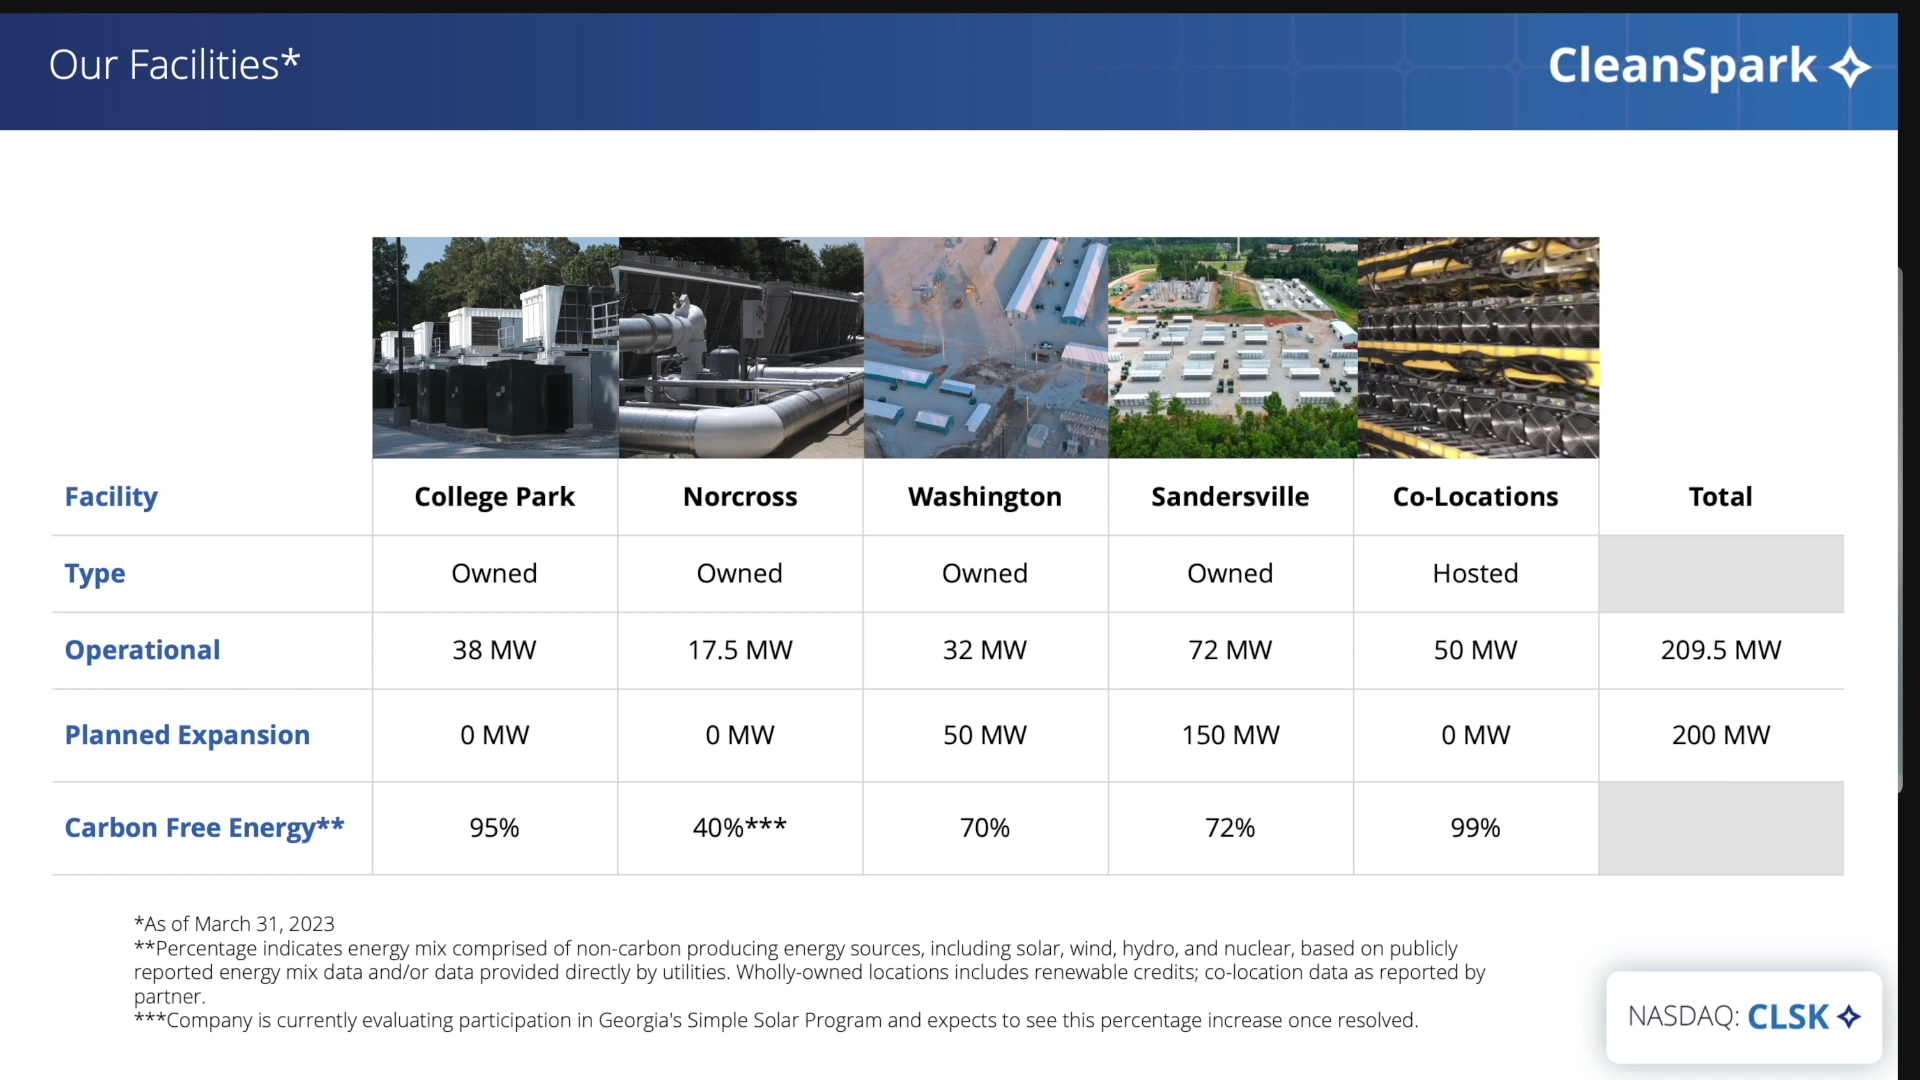 Our Facilities*
CleanSpark
Facility College Park Norcross Washington Sandersville Co-Locations Total
Type Owned Owned Owned Owned Hosted
Operational 38 MW 17.5 MW 32 MW 72 MW 50 MW 209.5 MW
Planned Expansion 0 MW 0 MW 50 MW 150 MW 0 MW 200 MW
Carbon Free Energy** 95% 40%*** 70% 72% 99%
*As of March 31, 2023
**Percentage indicates energy mix comprised of non-carbon producing energy sources, including solar, wind, hydro, and nuclear, based on publicly
reported energy mix data and/or data provided directly by utilities. Wholly-owned locations includes renewable credits; co-location data as reported by
partner.
***Company is currently evaluating participation in Georgia's Simple Solar Program and expects to see this percentage increase once resolved.
NASDAQ: CLSK